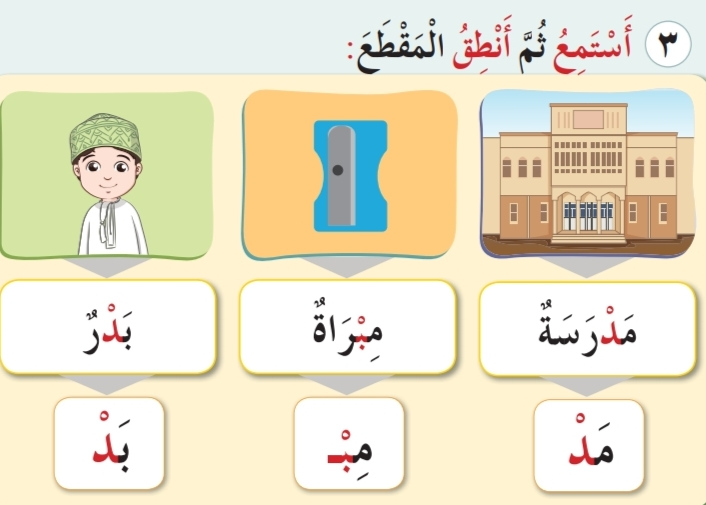 ٣ أَسْتَمِعُ ثُمَّ أَنْطِقُ الْمَقْطَعَ:
مَدْرَسَةٌ مِبْرَاةٌ بَدْرٌ
مَدْ مِبْـ بَدْ